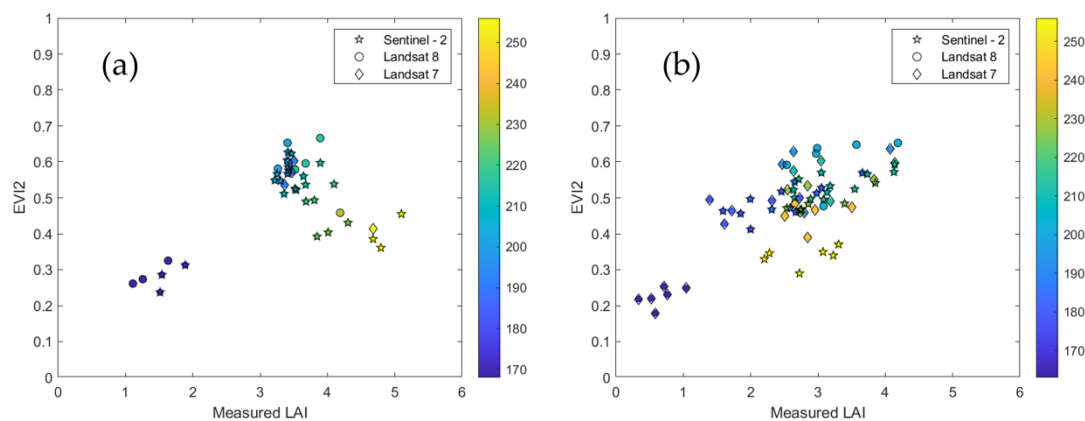 (a)
Sentinel - 2
Landsat 8
Landsat 7
EVI2
1
0.9
0.8
0.7
0.6
0.5
0.4
0.3
0.2
0.1
0
0 1 2 3 4 5 6
Measured LAI
250
240
230
220
210
200
190
180
170
(b)
Sentinel - 2
Landsat 8
Landsat 7
EVI2
1
0.9
0.8
0.7
0.6
0.5
0.4
0.3
0.2
0.1
0
0 1 2 3 4 5 6
Measured LAI
250
240
230
220
210
200
190
180
170